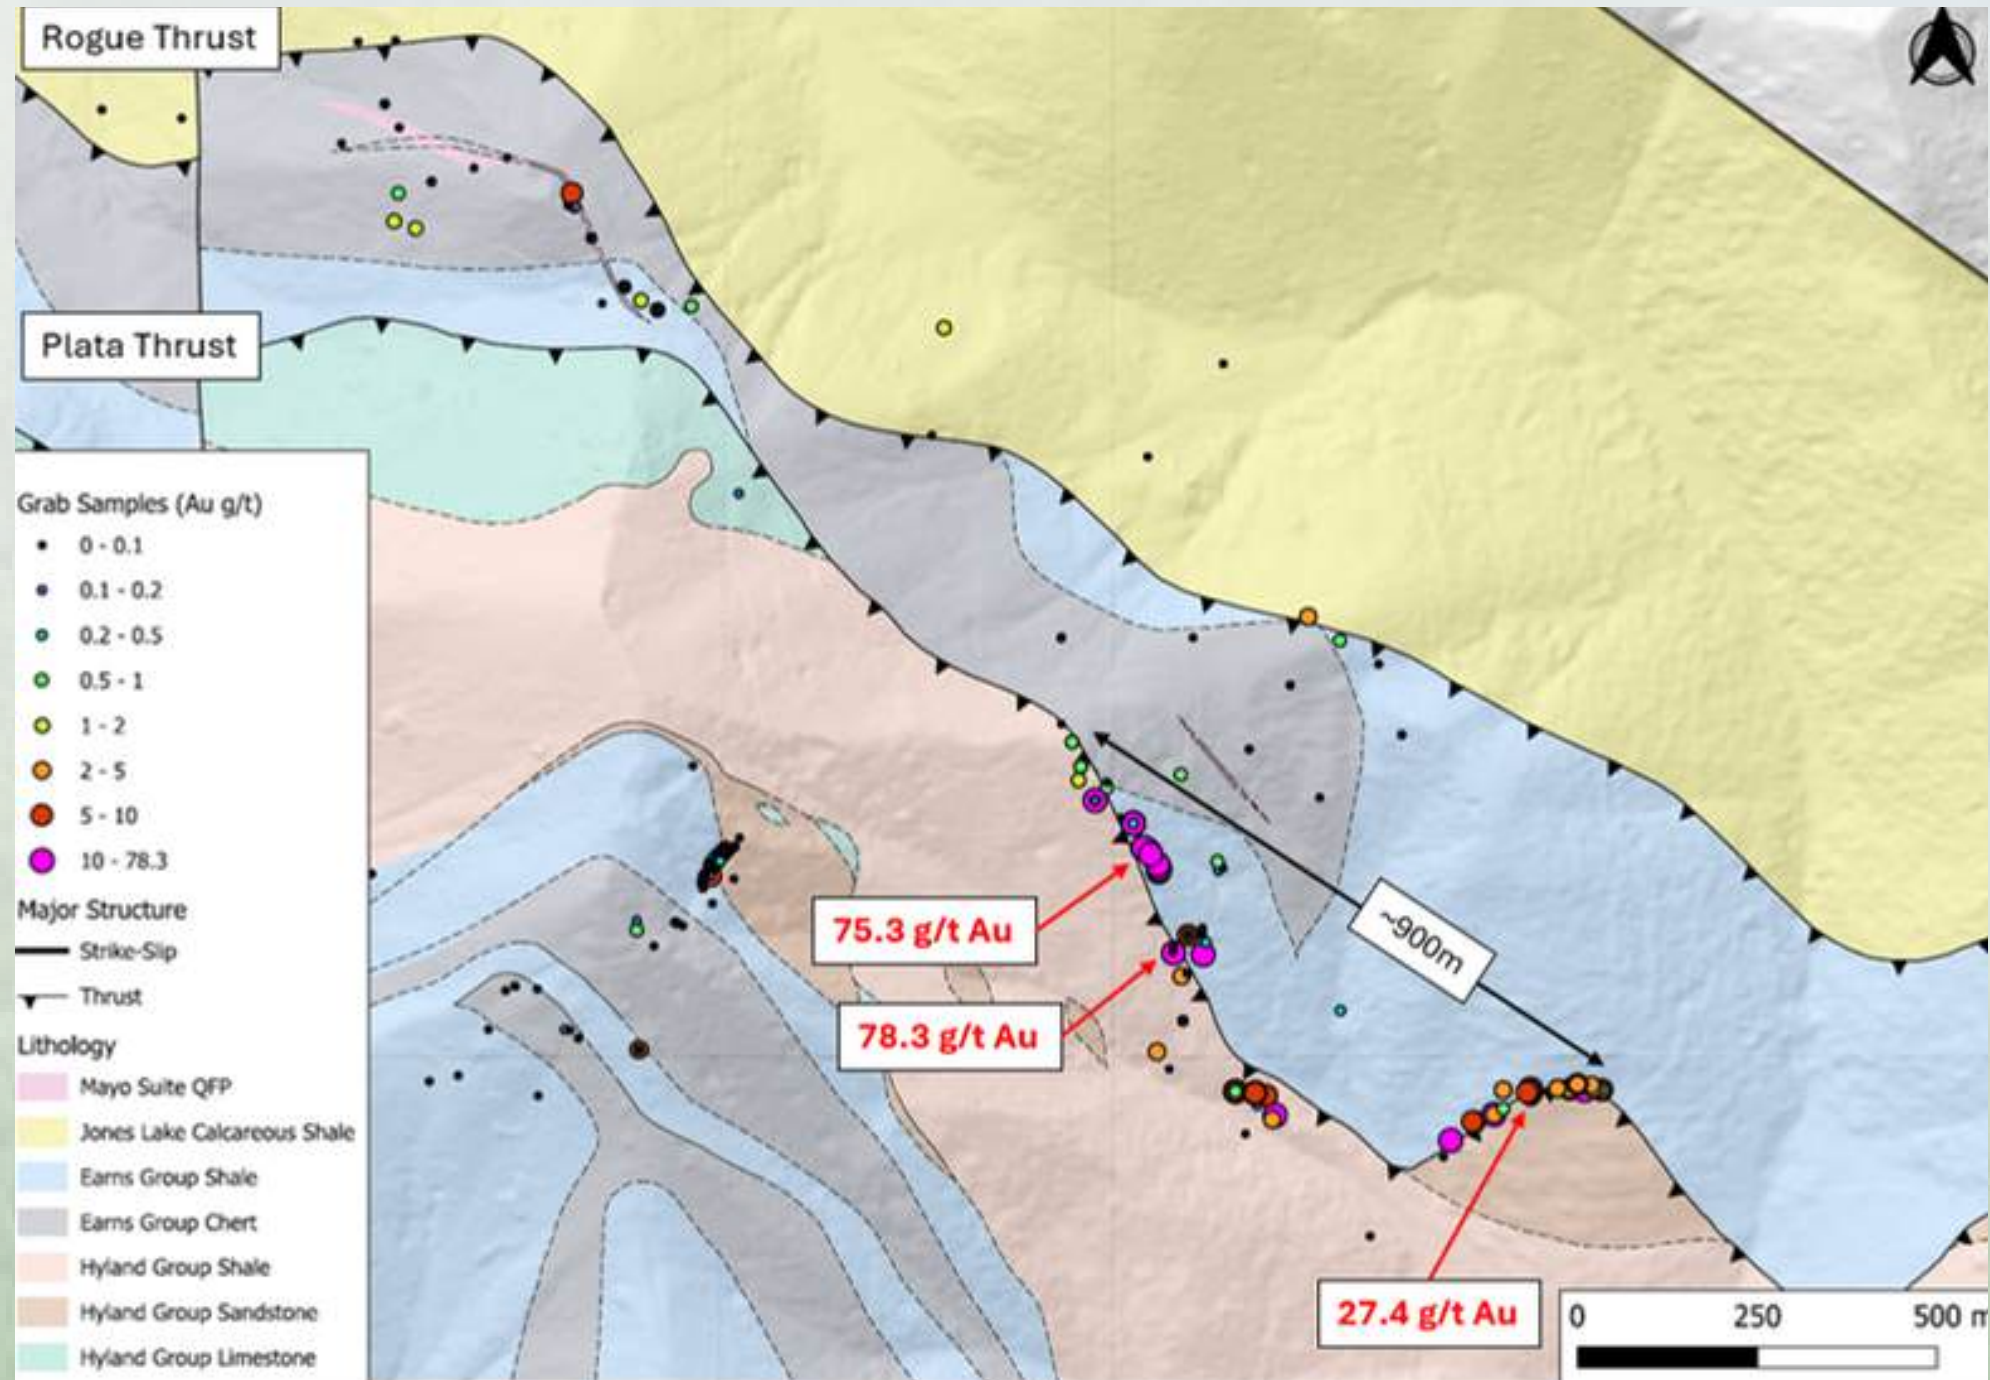 Rogue Thrust
Plata Thrust
Grab Samples (Au g/t)
0 - 0.1
0.1 - 0.2
0.2 - 0.5
0.5 - 1
1 - 2
2 - 5
5 - 10
10 - 78.3
Major Structure
Strike-Slip
Thrust
Lithology
Mayo Suite QFP
Jones Lake Calcareous Shale
Earns Group Shale
Earns Group Chert
Hyland Group Shale
Hyland Group Sandstone
Hyland Group Limestone
75.3 g/t Au
78.3 g/t Au
~900m
27.4 g/t Au
0 250 500 m